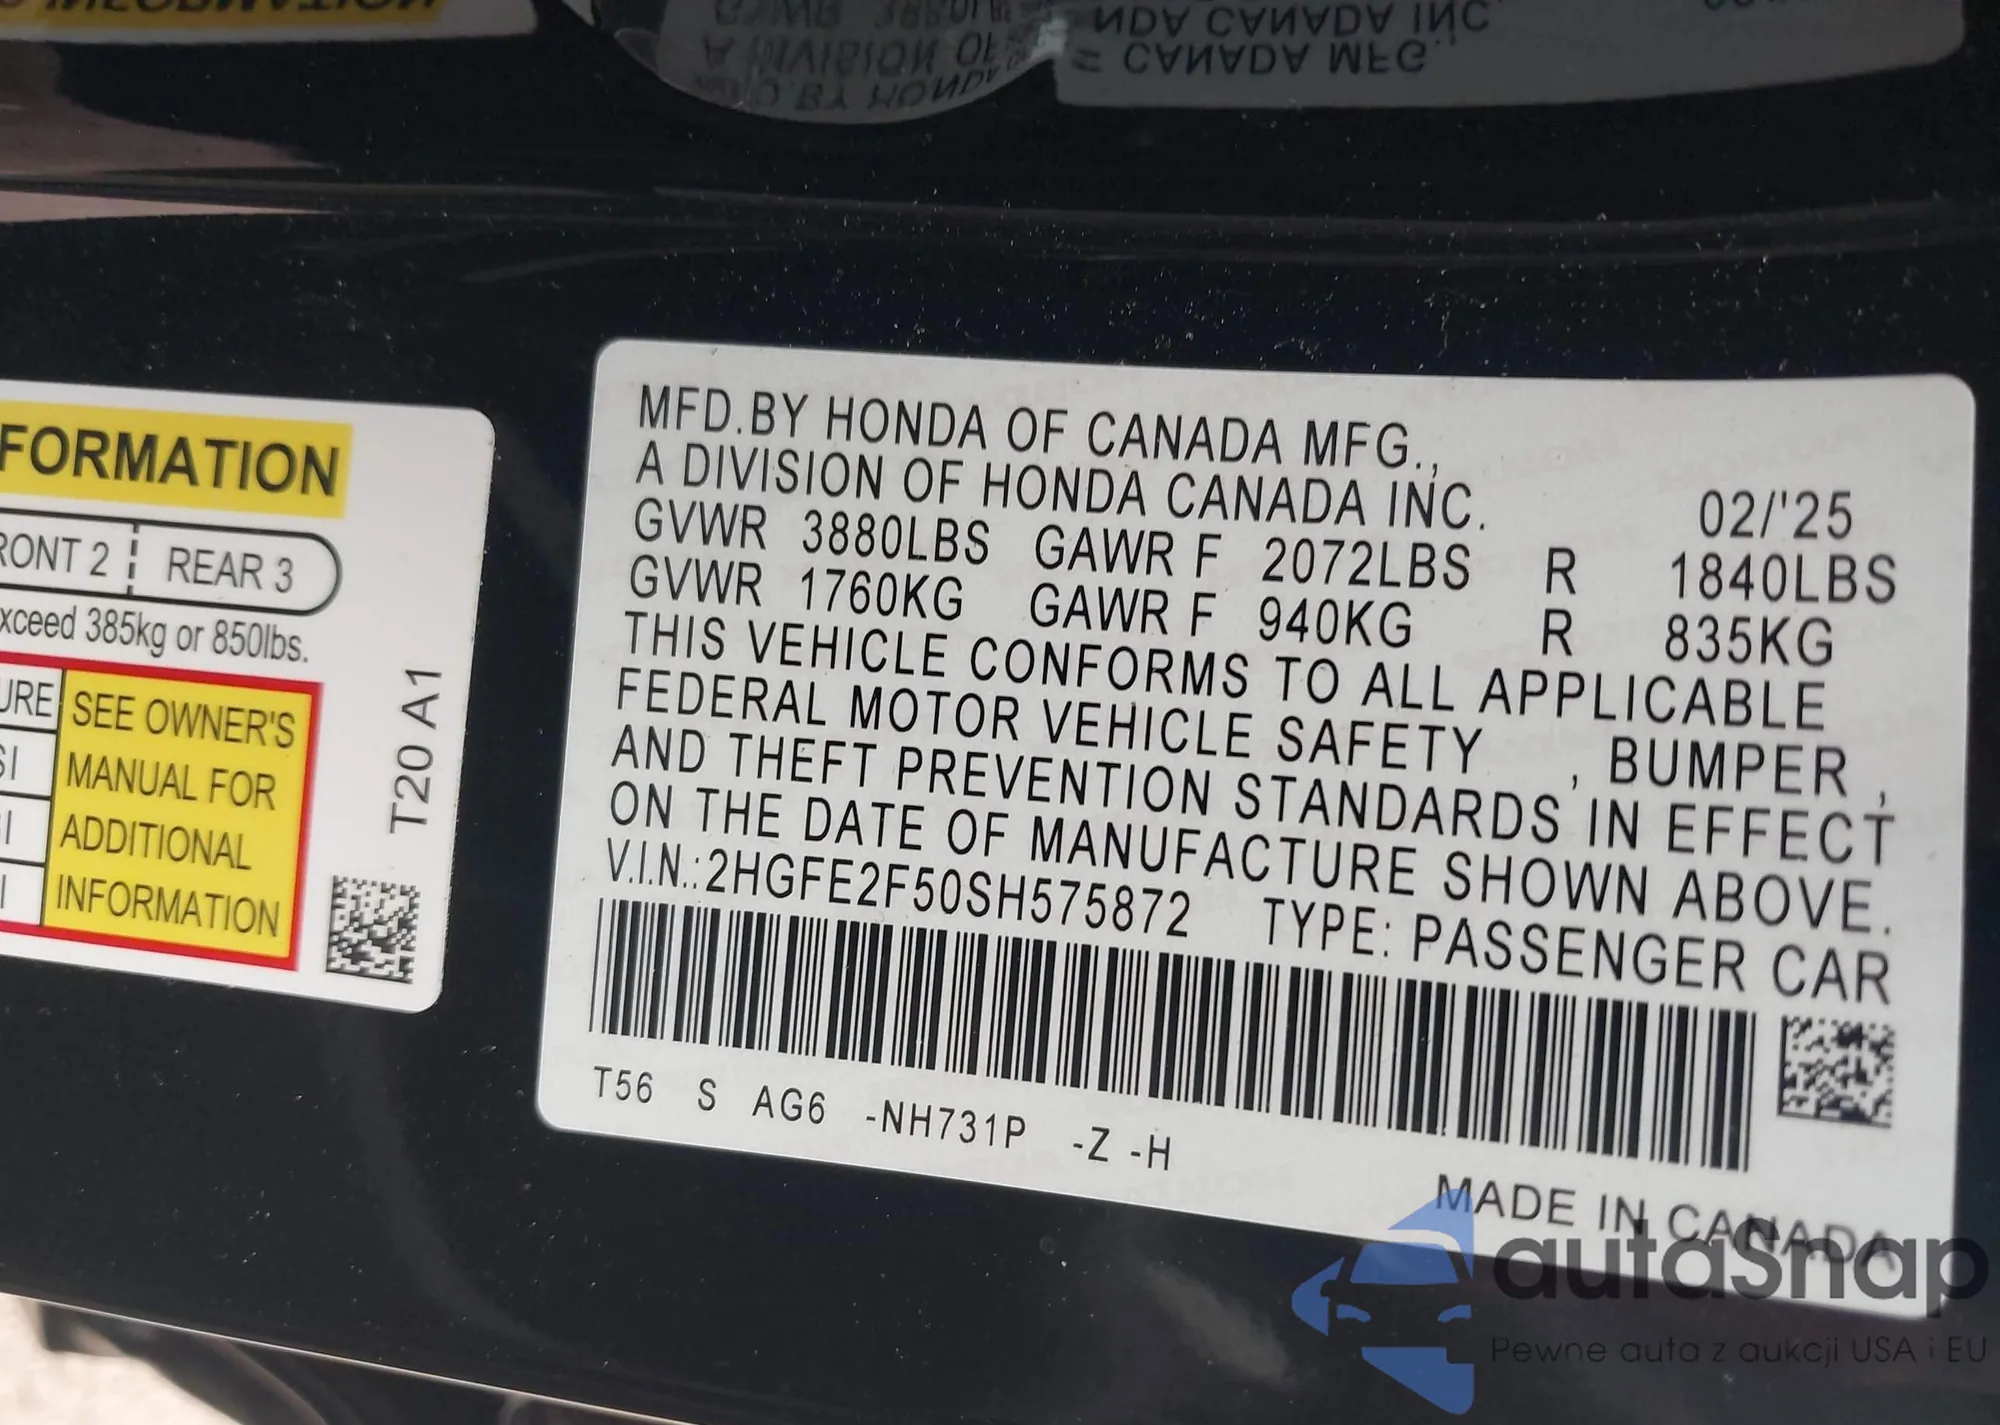 FORMATION
RONT 2 REAR 3
xceed 385kg or 850lbs.
URE SEE OWNER'S
SI MANUAL FOR
ADDITIONAL
INFORMATION
T20 A1
MFD.BY HONDA OF CANADA MFG.,
A DIVISION OF HONDA CANADA INC. 02/'25
GVWR 3880LBS GAWR F 2072LBS R 1840LBS
GVWR 1760KG GAWR F 940KG R 835KG
THIS VEHICLE CONFORMS TO ALL APPLICABLE
FEDERAL MOTOR VEHICLE SAFETY , BUMPER ,
AND THEFT PREVENTION STANDARDS IN EFFECT
ON THE DATE OF MANUFACTURE SHOWN ABOVE.
V.I.N.:2HGFE2F50SH575872 TYPE: PASSENGER CAR
T56 S AG6 -NH731P -Z -H
MADE IN CANADA
autaSnap
Pewne auta z aukcji USA i EU